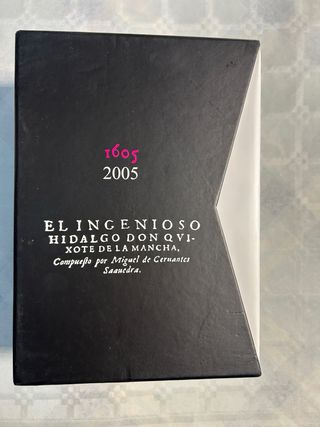 1605
2005
EL INGENIOSO
HIDALGO DON QVI-
XOTE DE LA MANCHA,
Compuesto por Miguel de Ceruantes
Saauedra.